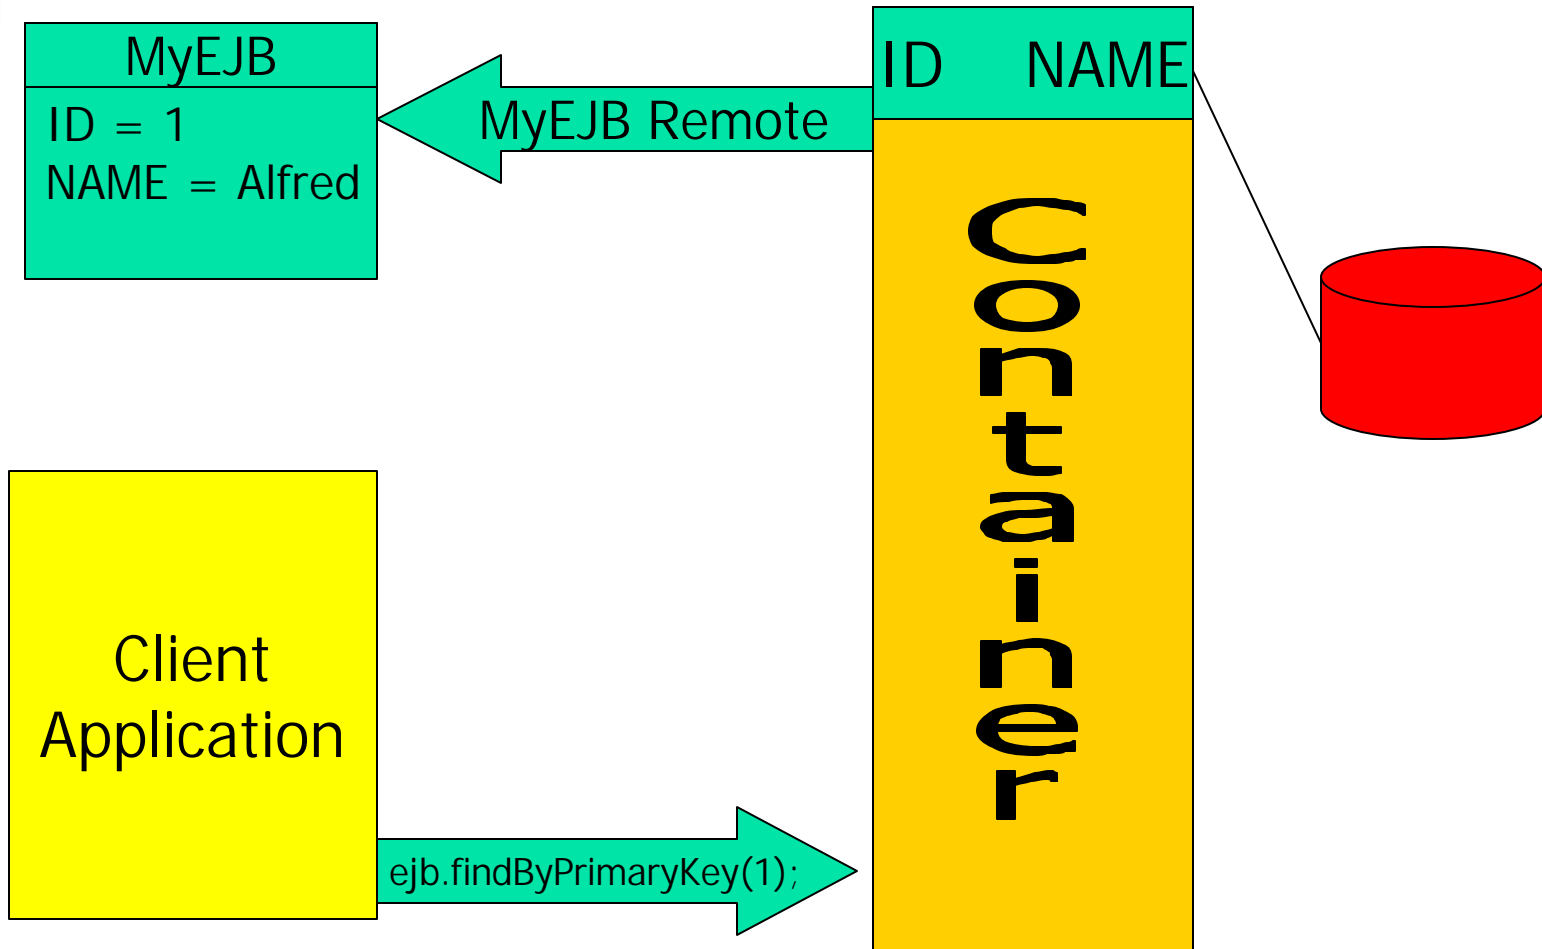 MyEJB
ID = 1
NAME = Alfred
MyEJB Remote
ID NAME
Container
Client
Application
ejb.findByPrimaryKey(1);